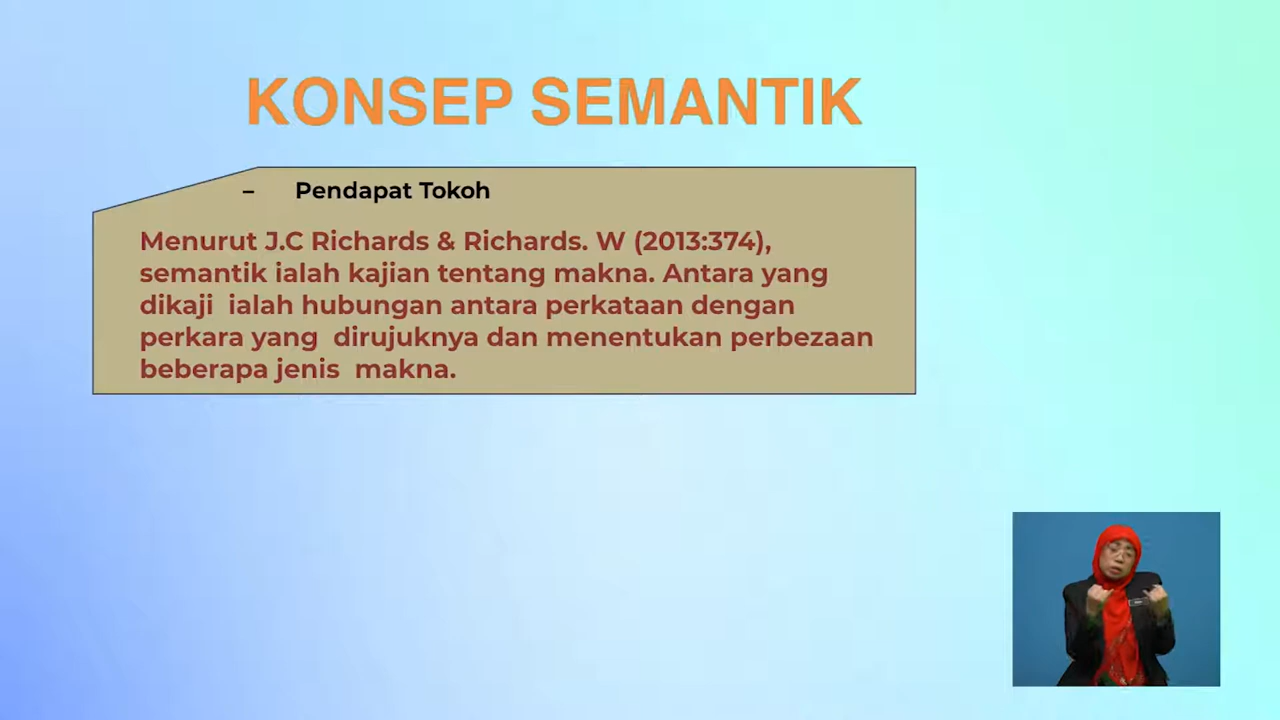 KONSEP SEMANTIK
– Pendapat Tokoh
Menurut J.C Richards & Richards. W (2013:374),
semantik ialah kajian tentang makna. Antara yang
dikaji ialah hubungan antara perkataan dengan
perkara yang dirujuknya dan menentukan perbezaan
beberapa jenis makna.